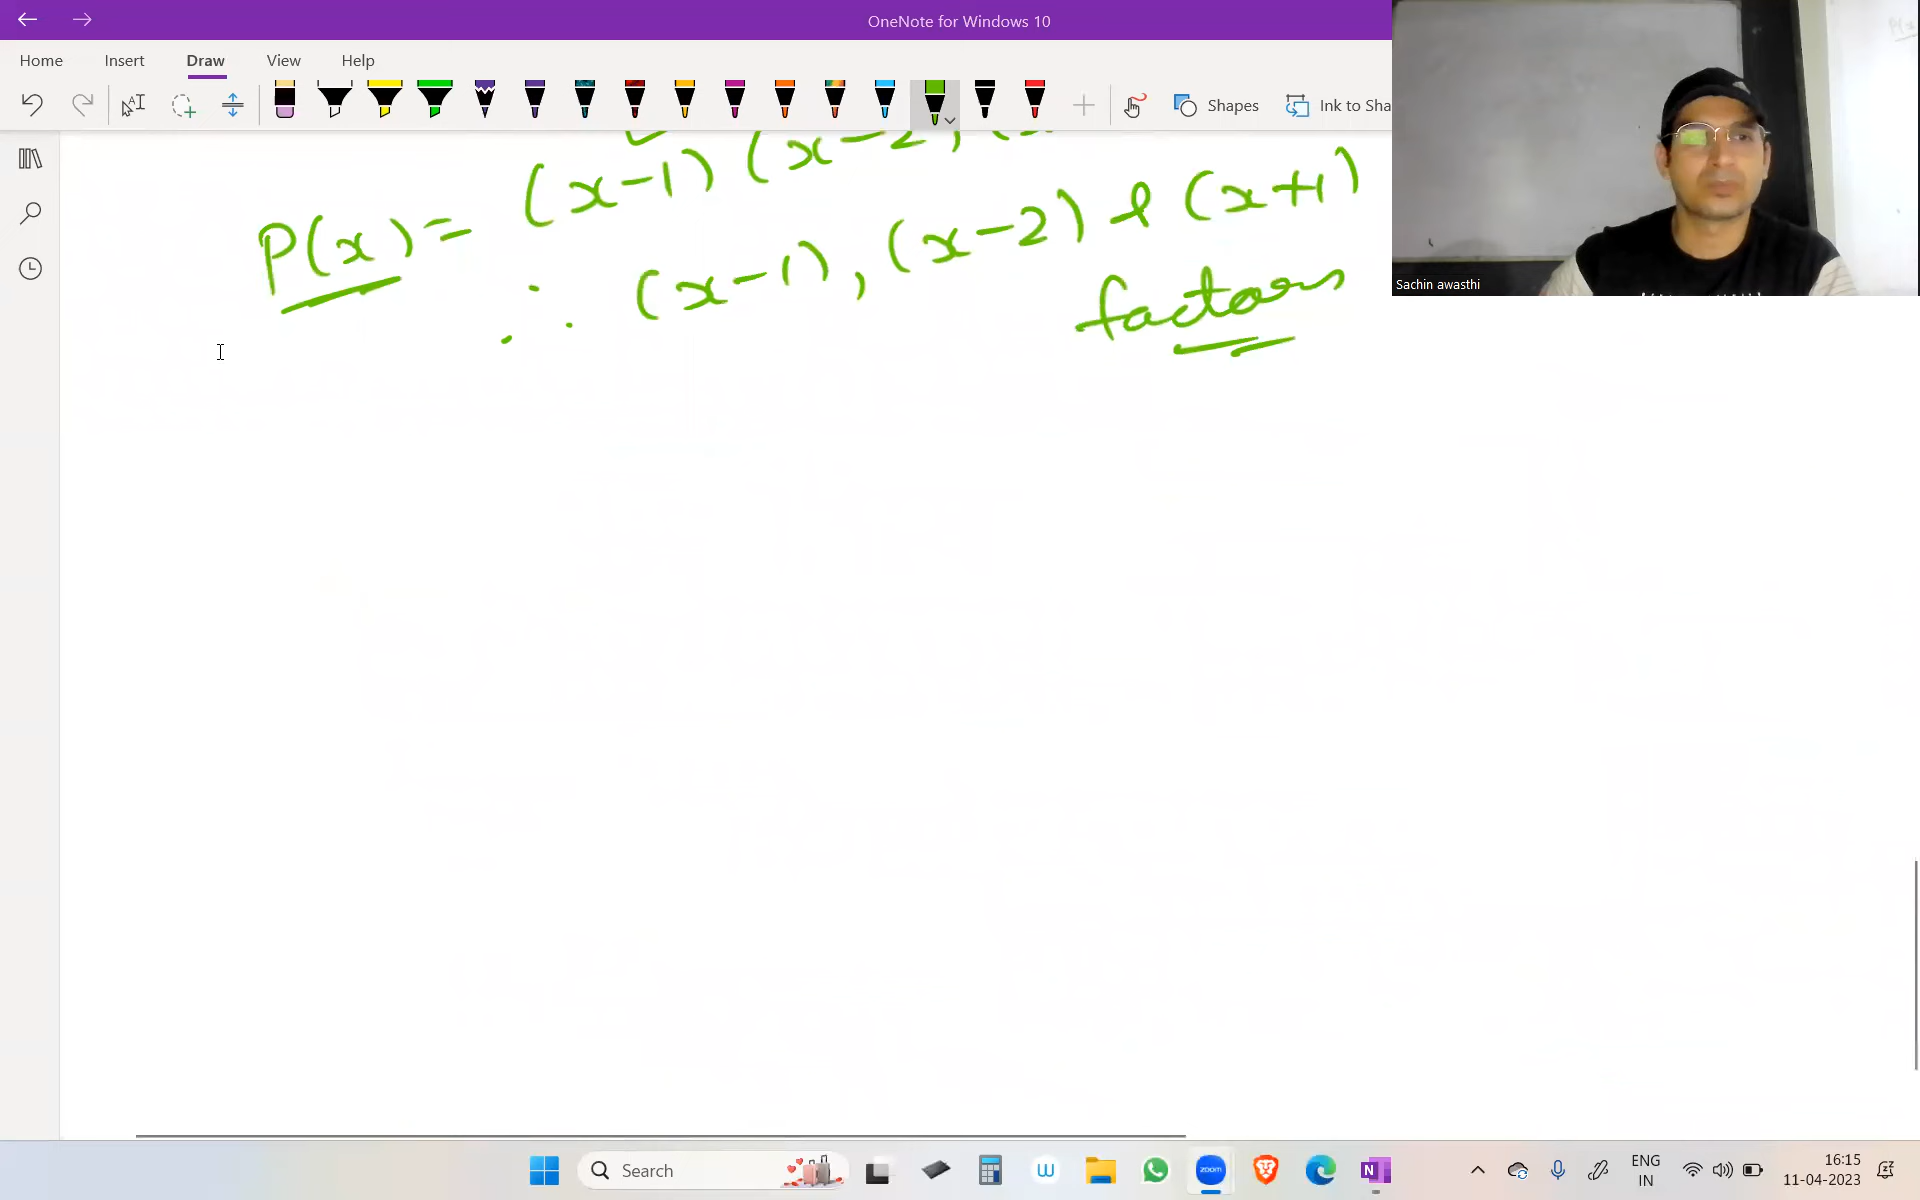 OneNote for Windows 10
Home Insert Draw View Help
Shapes Ink to Sha
(x-1) (x-2)
P(x) =
∴ (x-1), (x-2) & (x+1)
factors
Sachin awasthi
Search
zoom
ENG
IN
16:15
11-04-2023